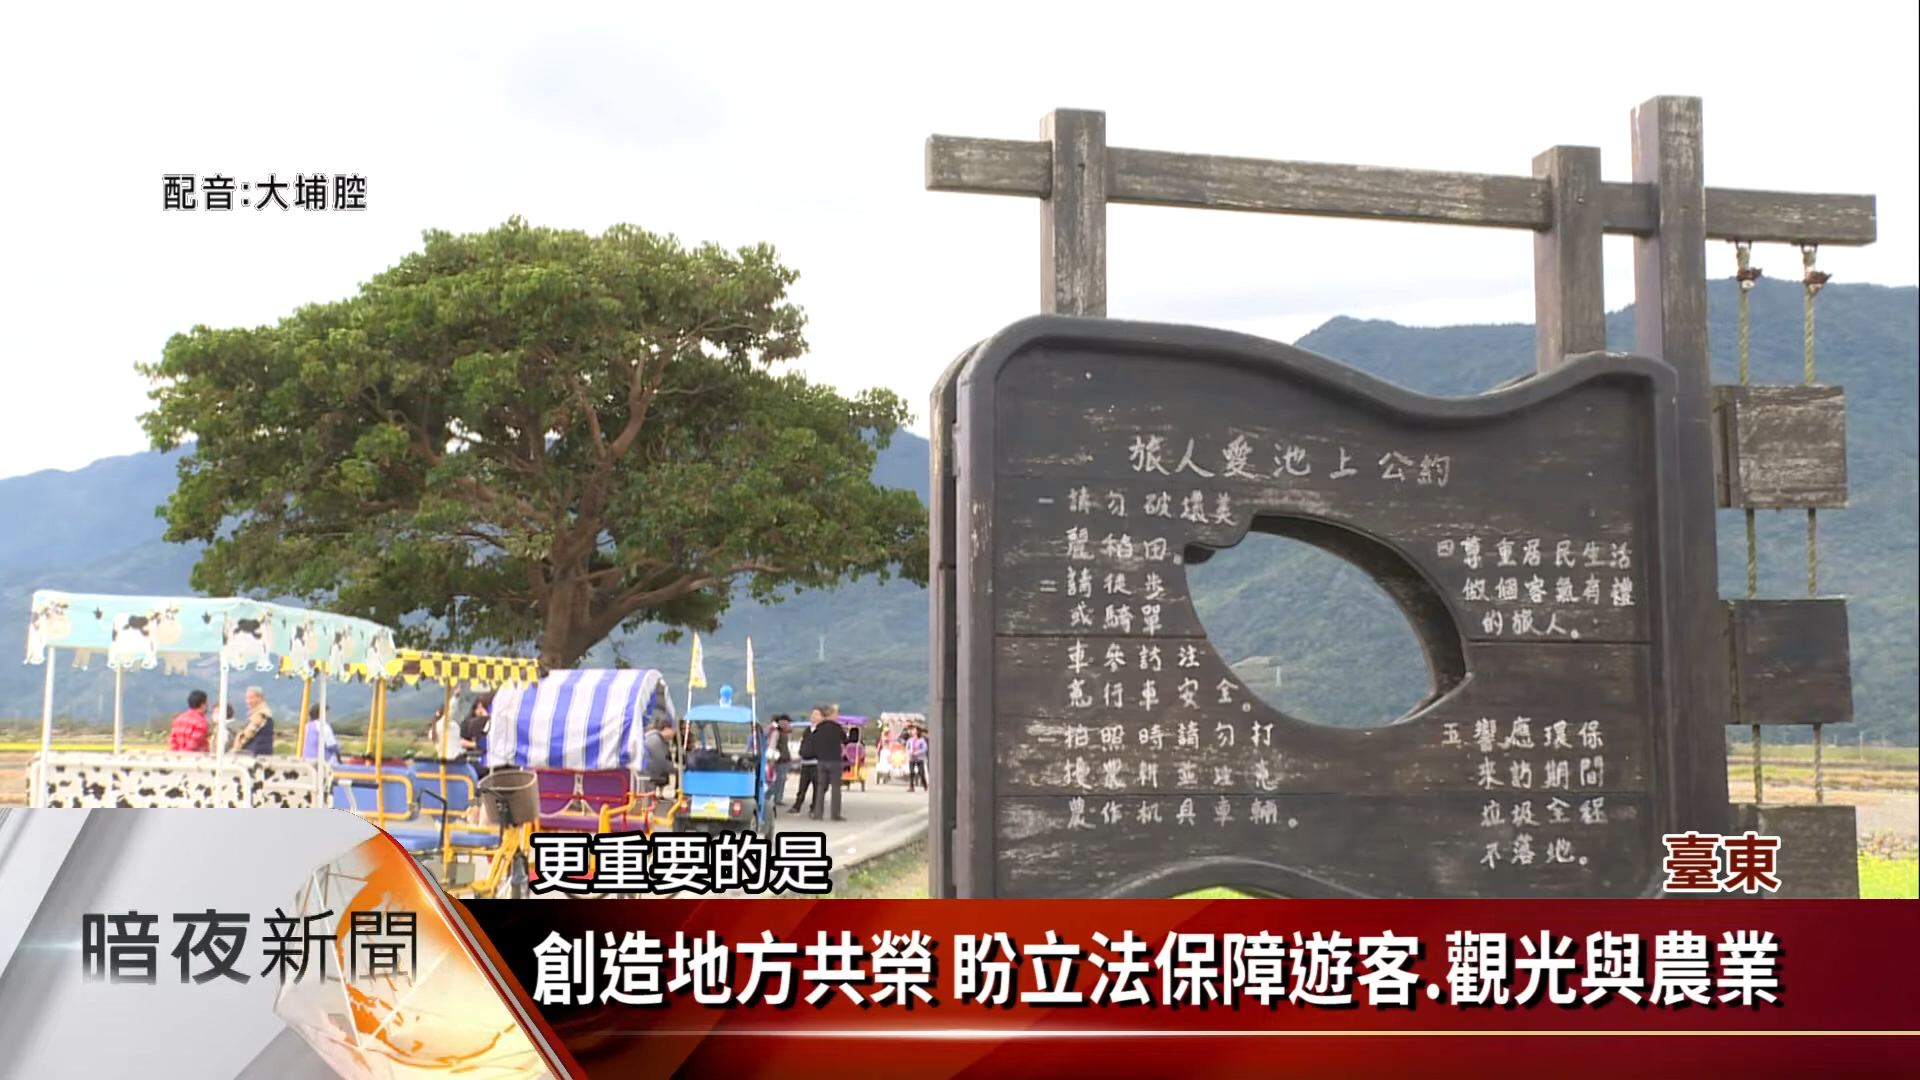 配音:大埔腔
旅人愛池上公約
一請勿破壞美
麗稻田。
二請徒步
或騎單
車參訪注
意行車安全。
三拍照時請勿打
擾農耕並注意
農作机具車輛。
四尊重居民生活
做個客氣有禮
的旅人。
五響應環保
來訪期間
垃圾全程
不落地。
更重要的是
臺東
暗夜新聞
創造地方共榮 盼立法保障遊客.觀光與農業